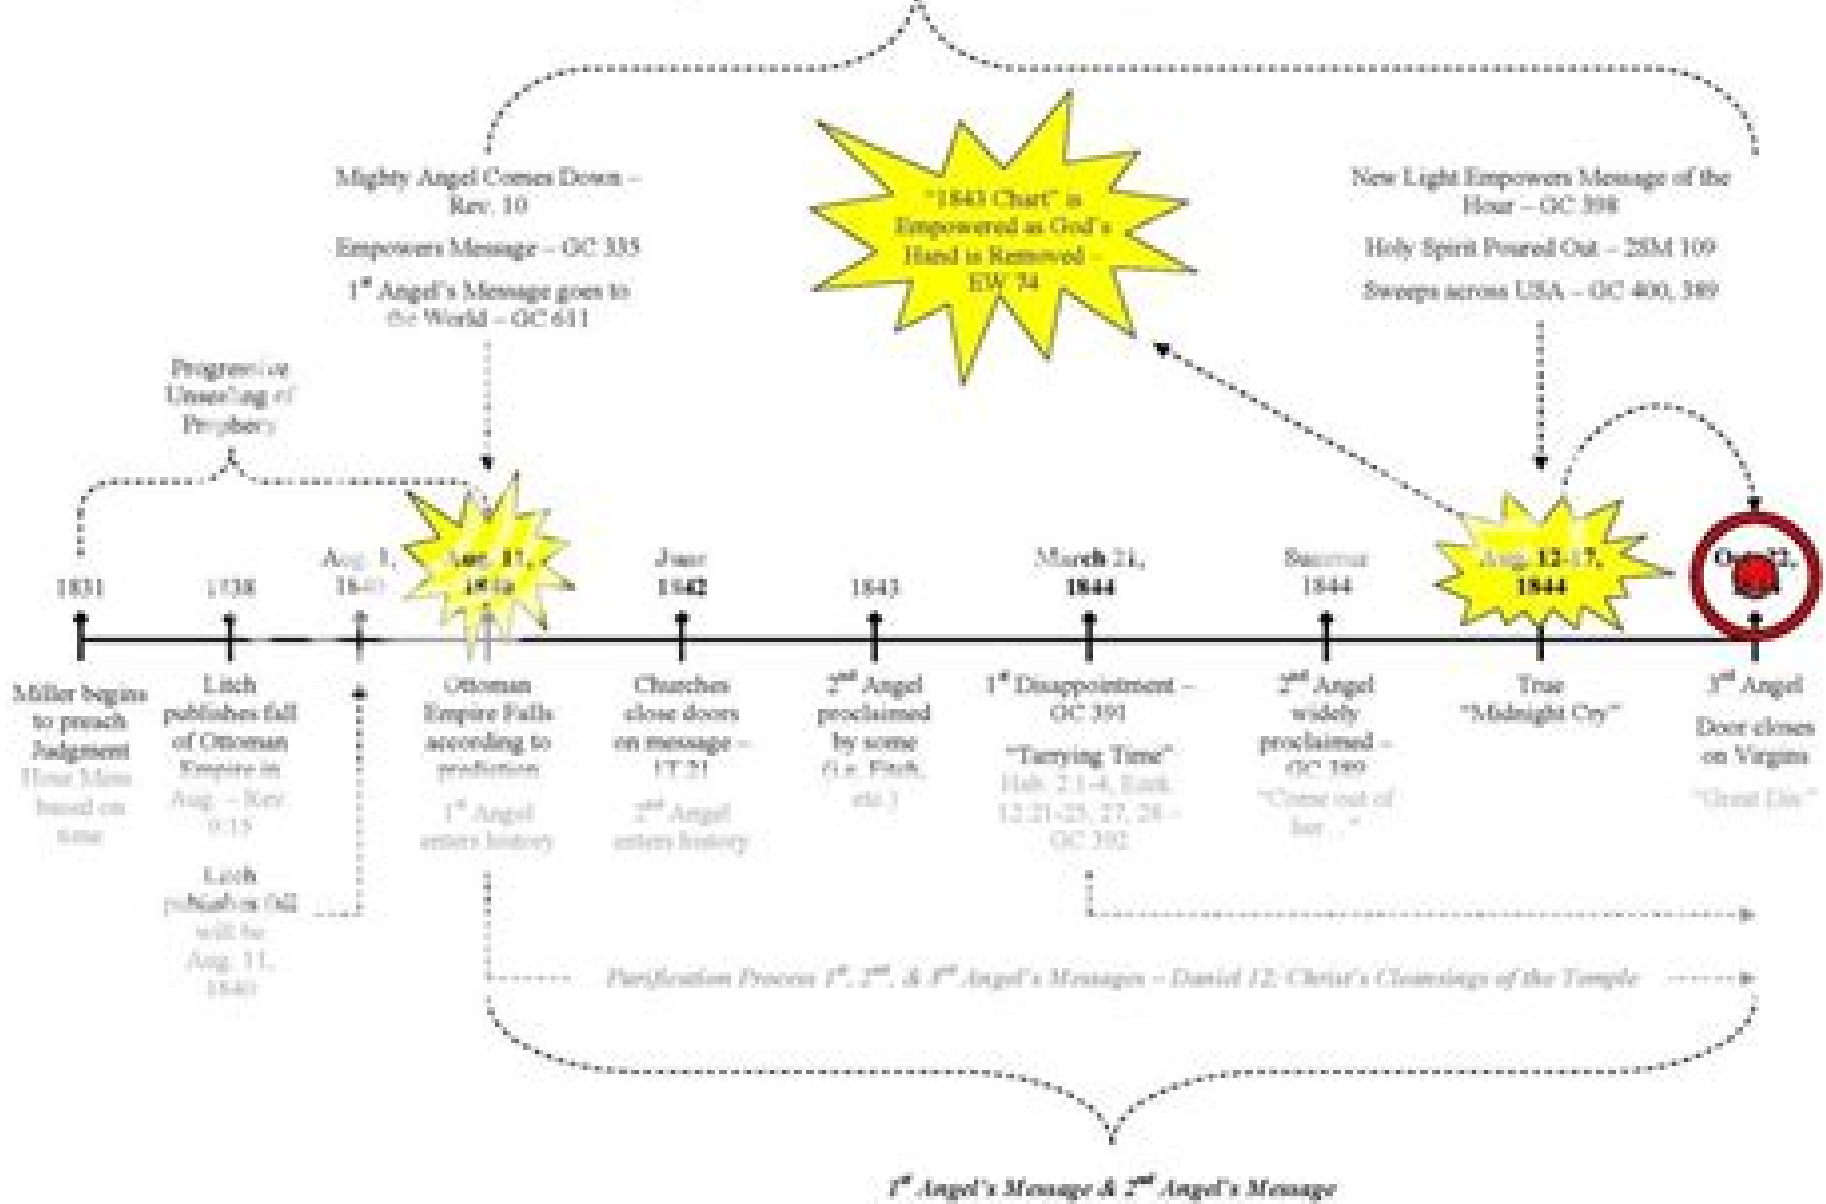 Mighty Angel Comes Down –
Rev. 10
Empowers Message – GC 335
1st Angel's Message goes to
the World – GC 611
"1843 Chart" is
Empowered as God's
Hand is Removed –
EW 74
New Light Empowers Message of the
Hour – GC 398
Holy Spirit Poured Out – 2SM 109
Sweeps across USA – GC 400, 389
Progressive
Unsealing of
Prophecy
1831
1838
Aug. 1,
1840
Aug. 11,
1840
June
1842
1843
March 21,
1844
Summer
1844
Aug. 12-17,
1844
Oct. 22,
Miller begins
to preach
Judgment
Hour Mess.
based on
time
Litch
publishes fall
of Ottoman
Empire in
Aug. – Rev.
9:15
Litch
publishes fall
will be
Aug. 11,
1840
Ottoman
Empire Falls
according to
prediction
1st Angel
enters history
Churches
close doors
on message –
1T 21
2nd Angel
enters history
2nd Angel
proclaimed
by some
(i.e. Fitch,
etc.)
1st Disappointment –
GC 391
"Tarrying Time"
Hab. 2:1-4, Ezek.
12:21-25, 27, 28 –
GC 392
2nd Angel
widely
proclaimed –
GC 389
"Come out of
her..."
True
"Midnight Cry"
3rd Angel
Door closes
on Virgins
"Great Dis."
Purification Process 1st, 2nd, & 3rd Angel's Messages – Daniel 12; Christ's Cleansings of the Temple
1st Angel's Message & 2nd Angel's Message